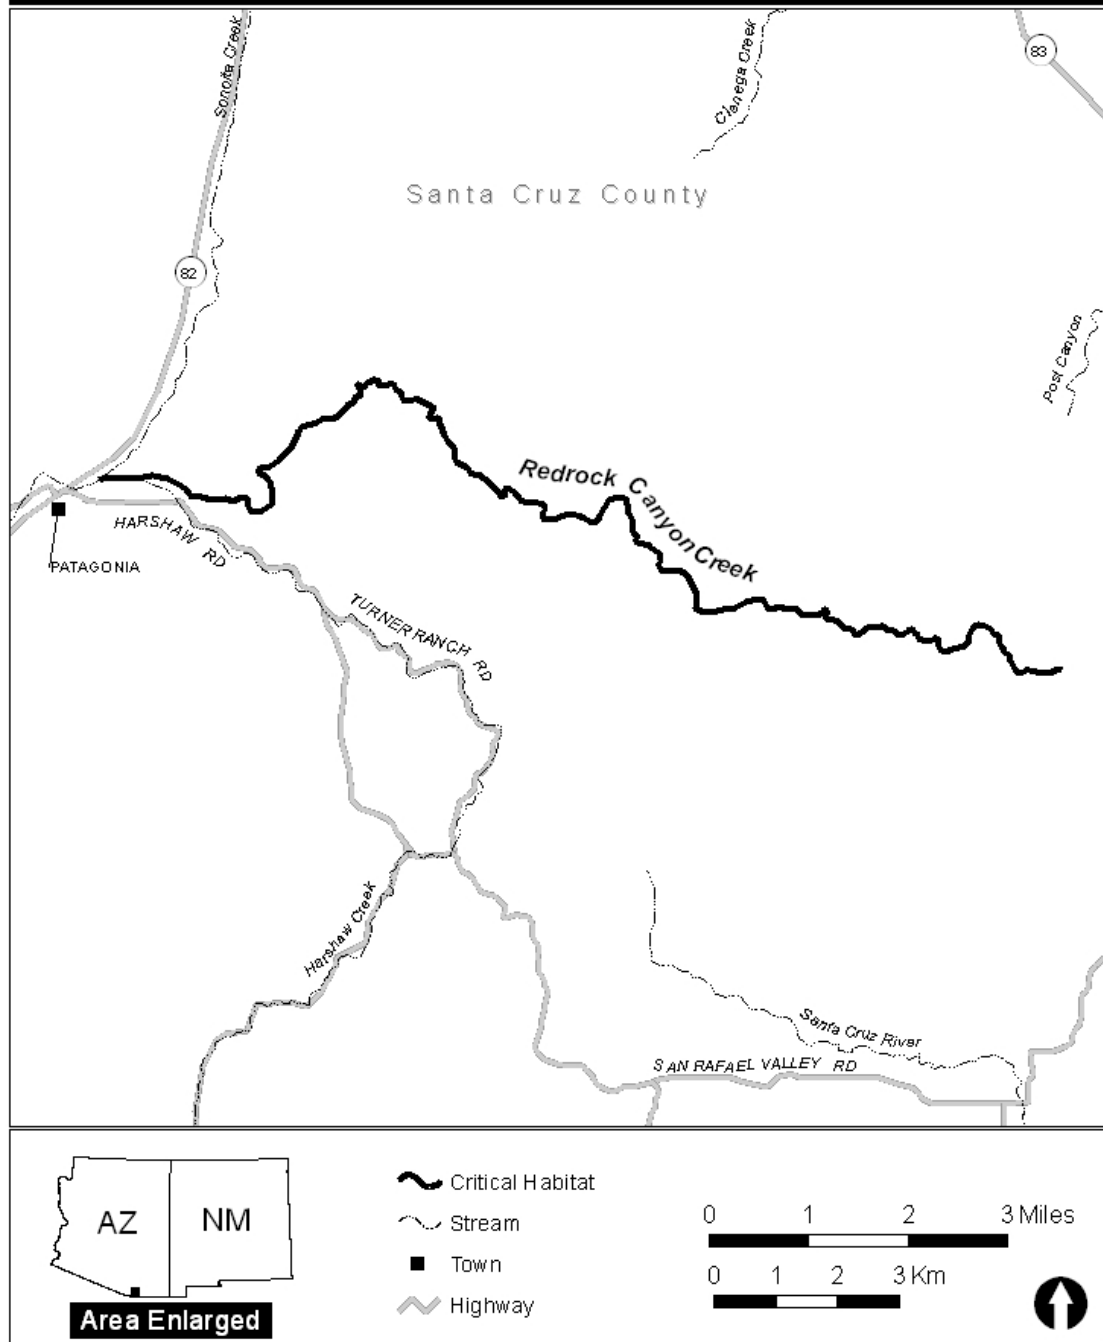 Sonoita Creek
Cienega Creek
83
Santa Cruz County
82
Post Canyon
Redrock Canyon Creek
HARSHAW RD
PATAGONIA
TURNER RANCH RD
Harshaw Creek
Santa Cruz River
SAN RAFAEL VALLEY RD
AZ
NM
Area Enlarged
Critical Habitat
Stream
Town
Highway
0 1 2 3 Miles
0 1 2 3 Km